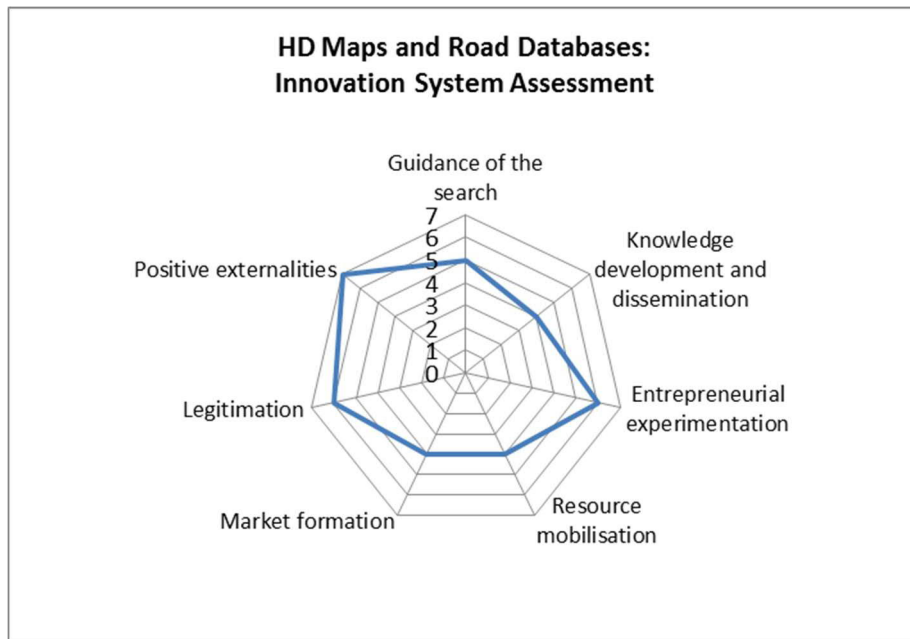 HD Maps and Road Databases:
Innovation System Assessment
Guidance of the
search
7
6
5
4
3
2
1
0
Knowledge
development and
dissemination
Positive externalities
Entrepreneurial
experimentation
Legitimation
Resource
mobilisation
Market formation